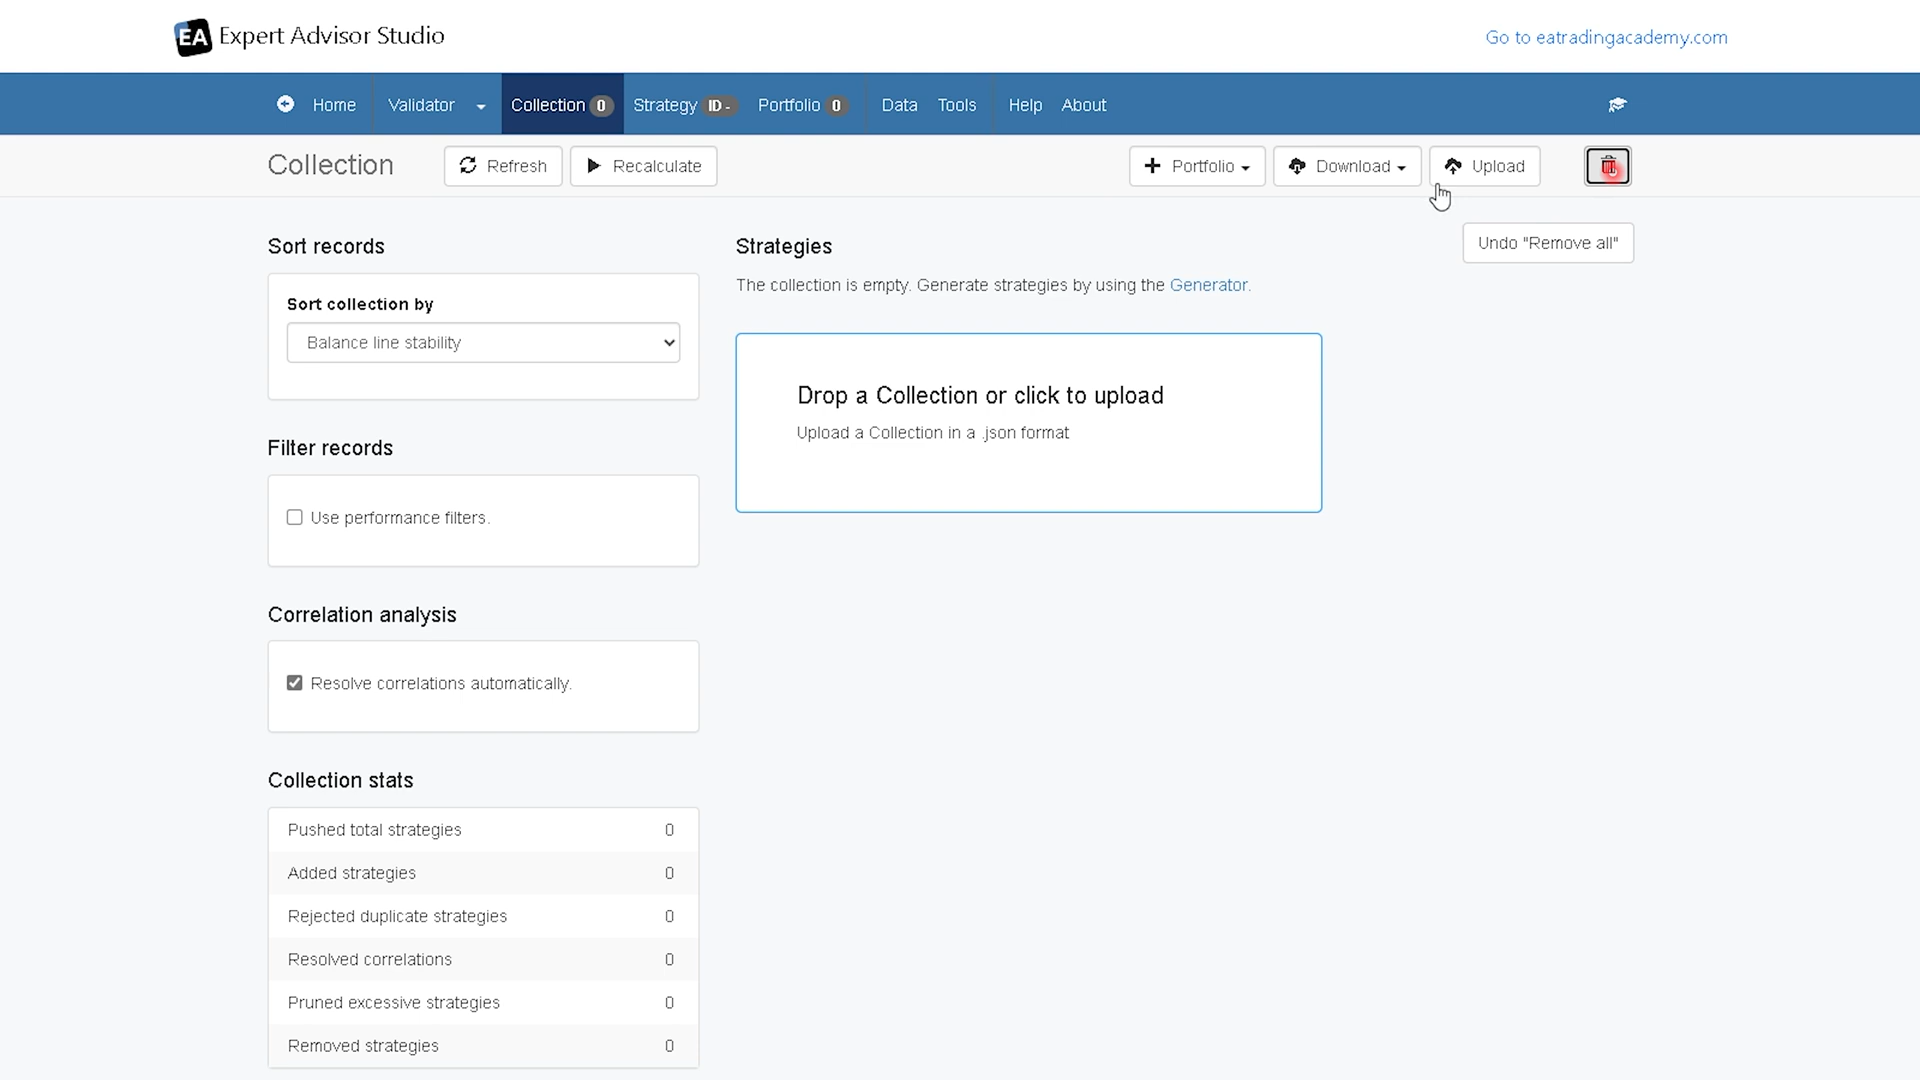 EA Expert Advisor Studio
Go to eatradingacademy.com
Home Validator Collection 0 Strategy ID - Portfolio 0 Data Tools Help About
Collection Refresh Recalculate Portfolio Download Upload
Undo "Remove all"
Sort records
Sort collection by
Balance line stability
Filter records
Use performance filters.
Correlation analysis
Resolve correlations automatically.
Collection stats
Pushed total strategies 0
Added strategies 0
Rejected duplicate strategies 0
Resolved correlations 0
Pruned excessive strategies 0
Removed strategies 0
Strategies
The collection is empty. Generate strategies by using the Generator.
Drop a Collection or click to upload
Upload a Collection in a .json format